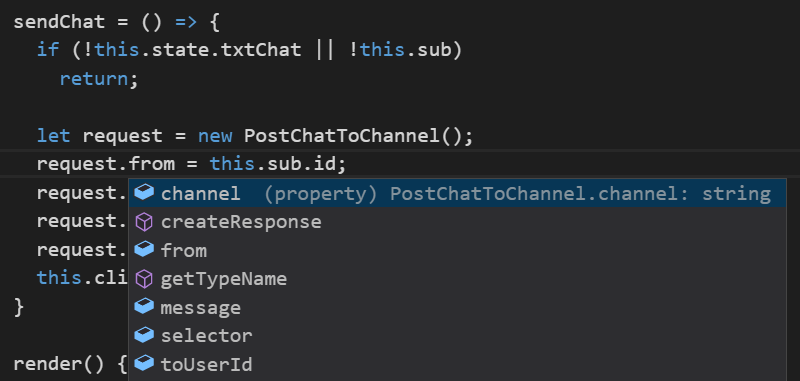 sendChat = () => {
if (!this.state.txtChat || !this.sub)
return;
let request = new PostChatToChannel();
request.from = this.sub.id;
request.
channel (property) PostChatToChannel.channel: string
request.
createResponse
request.
from
this.cli
getTypeName
}
message
selector
render() {
toUserId